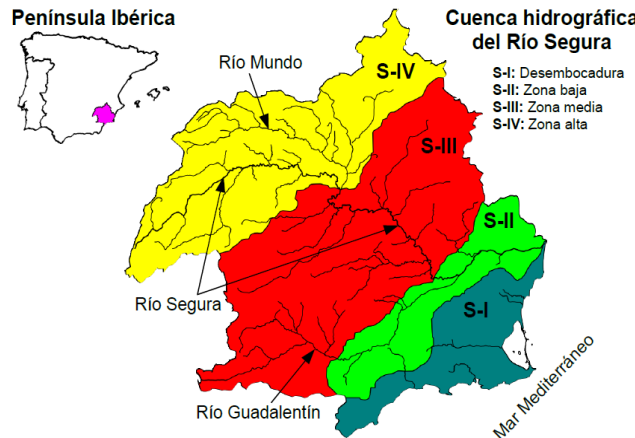 Península Ibérica
Cuenca hidrográfica
del Río Segura
S-I: Desembocadura
S-II: Zona baja
S-III: Zona media
S-IV: Zona alta
Río Mundo
S-IV
S-III
S-II
Río Segura
S-I
Río Guadalentín
Mar Mediterráneo